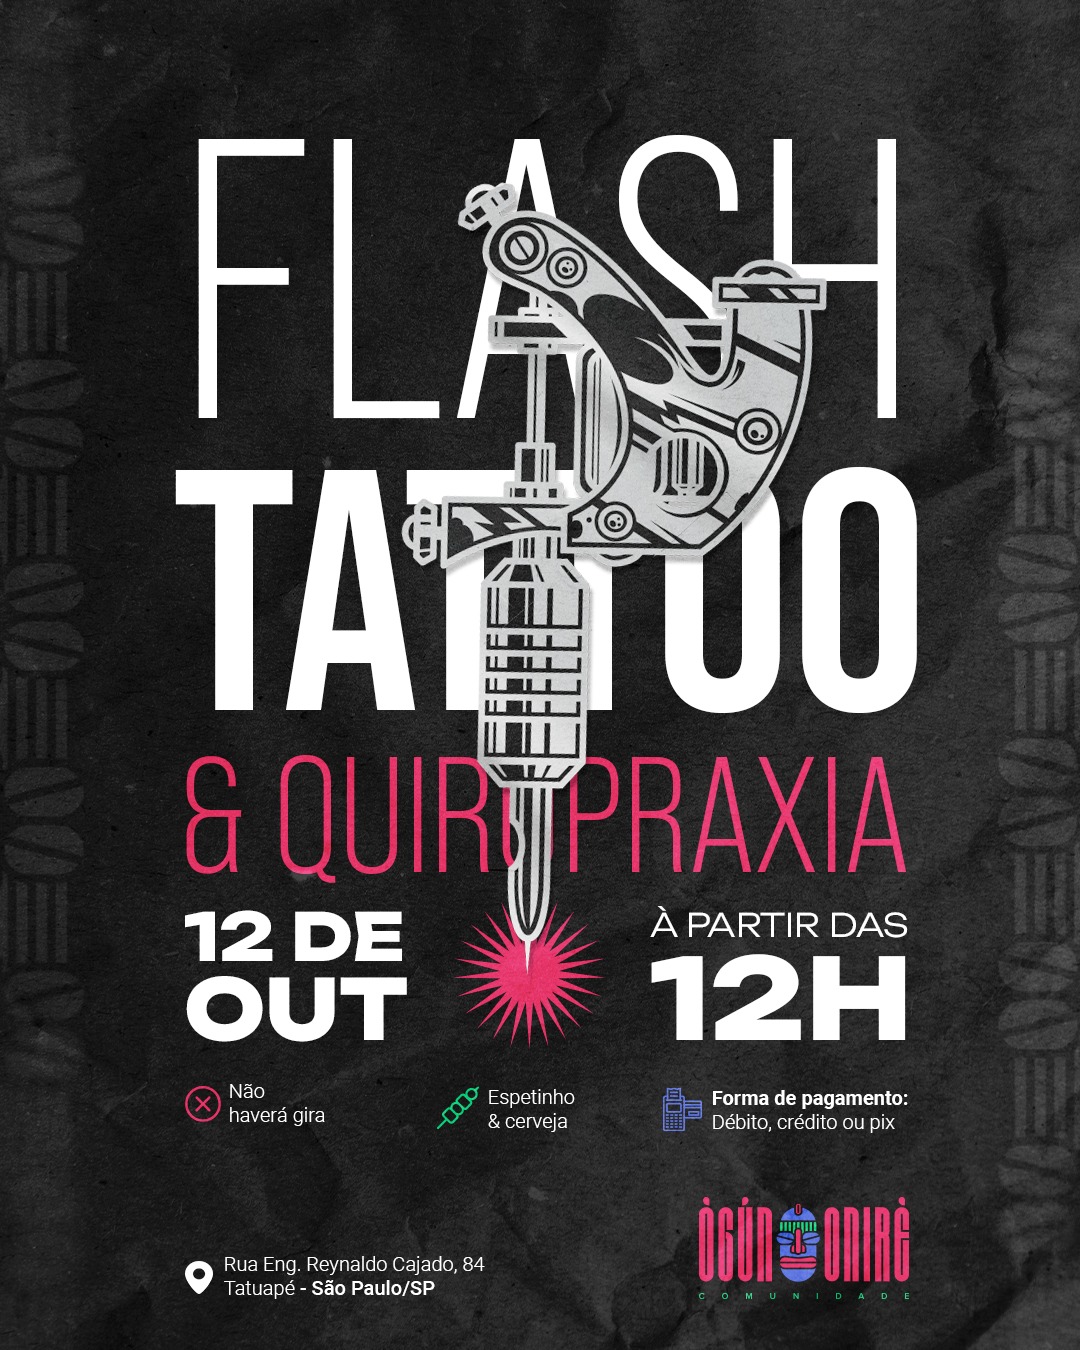 FLASH
TATTOO
& QUIROPRAXIA
12 DE
OUT
À PARTIR DAS
12H
Não
haverá gira
Espetinho
& cerveja
Forma de pagamento:
Débito, crédito ou pix
Rua Eng. Reynaldo Cajado, 84
Tatuapé - São Paulo/SP
ÒGÚN ONIRÈ
COMUNIDADE